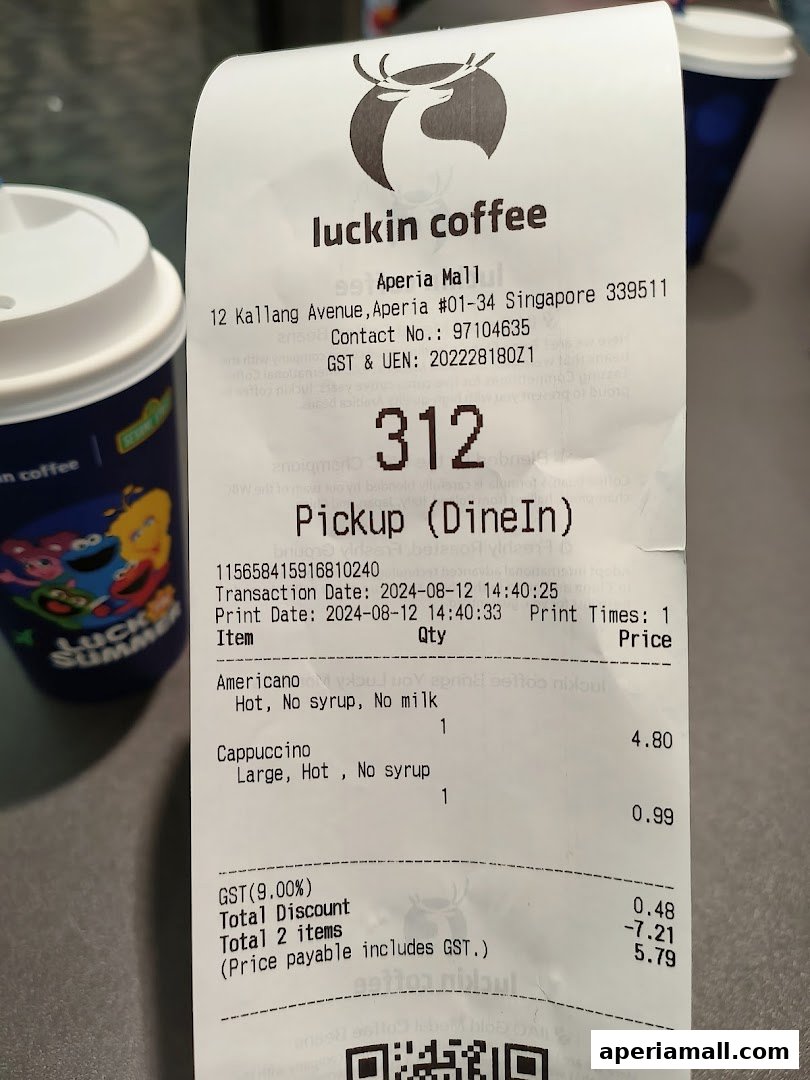 luckin coffee
Aperia Mall
12 Kallang Avenue,Aperia #01-34 Singapore 339511
Contact No.: 97104635
GST & UEN: 202228180Z1
312
Pickup (DineIn)
115658415916810240
Transaction Date: 2024-08-12 14:40:25
Print Date: 2024-08-12 14:40:33 Print Times: 1
Item Qty Price
Americano
Hot, No syrup, No milk
1 4.80
Cappuccino
Large, Hot , No syrup
1 0.99
GST(9.00%) 0.48
Total Discount -7.21
Total 2 items 5.79
(Price payable includes GST.)
coffee
SESAME STREET
LUCK
SUMMER
aperiamall.com